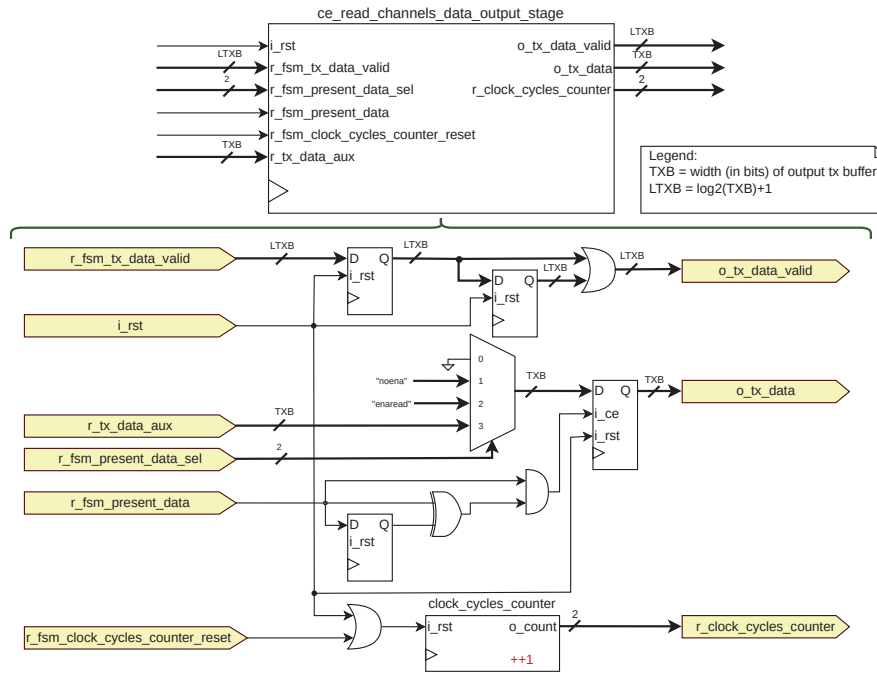 ce_read_channels_data_output_stage
i_rst
LTXB
r_fsm_tx_data_valid
2
r_fsm_present_data_sel
r_fsm_present_data
r_fsm_clock_cycles_counter_reset
TXB
r_tx_data_aux
LTXB
o_tx_data_valid
TXB
o_tx_data
2
r_clock_cycles_counter
Legend:
TXB = width (in bits) of output tx buffer
LTXB = log2(TXB)+1
r_fsm_tx_data_valid
LTXB
D Q
i_rst
LTXB
D Q
i_rst
LTXB
LTXB
o_tx_data_valid
i_rst
0
"noena" 1
"enaread" 2
3
TXB
D Q
i_ce
i_rst
TXB
o_tx_data
r_tx_data_aux
TXB
r_fsm_present_data_sel
2
r_fsm_present_data
D Q
i_rst
clock_cycles_counter
i_rst o_count
++1
2
r_clock_cycles_counter
r_fsm_clock_cycles_counter_reset